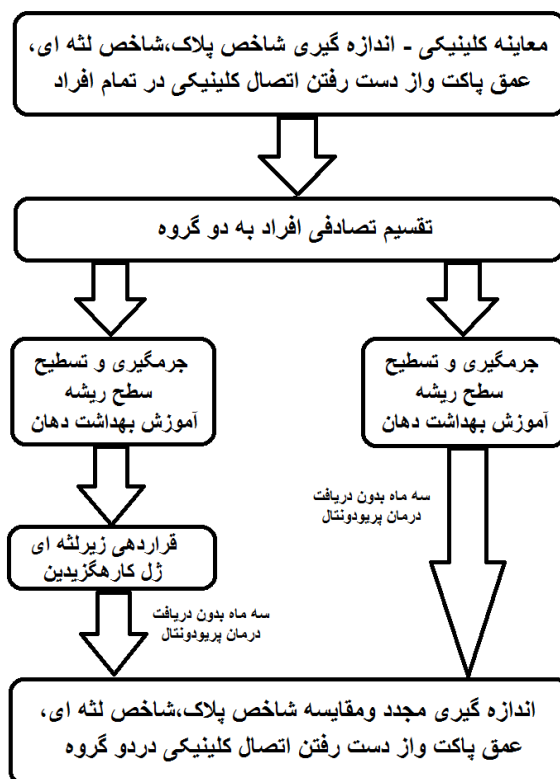 معاینه کلینیکی - اندازه گیری شاخص پلاک،شاخص لثه ای،
عمق پاکت واز دست رفتن اتصال کلینیکی در تمام افراد
تقسیم تصادفی افراد به دو گروه
جرمگیری و تسطیح
سطح ریشه
آموزش بهداشت دهان
سه ماه بدون دریافت
درمان پریودونتال
جرمگیری و تسطیح
سطح ریشه
آموزش بهداشت دهان
قراردهی زیرلثه ای
ژل کارهگزیدین
سه ماه بدون دریافت
درمان پریودونتال
اندازه گیری مجدد ومقایسه شاخص پلاک،شاخص لثه ای،
عمق پاکت واز دست رفتن اتصال کلینیکی دردو گروه